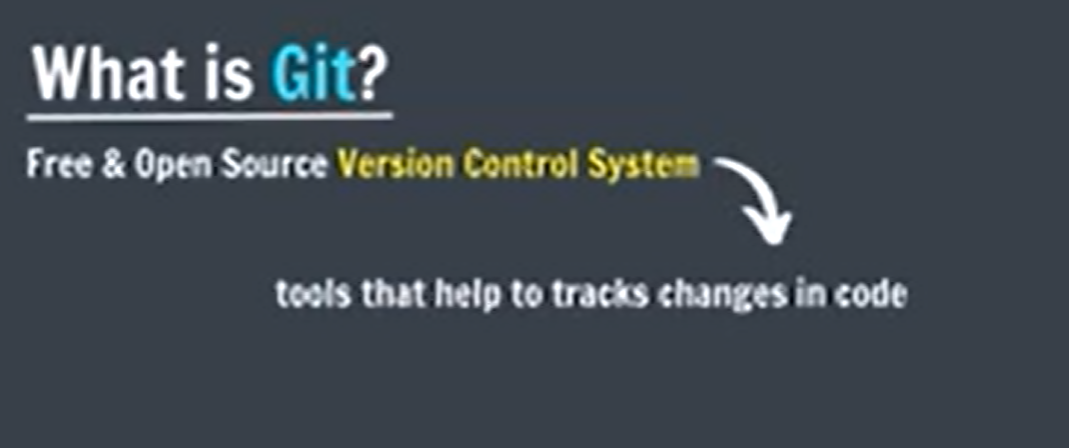 What is Git?
Free & Open Source Version Control System
tools that help to tracks changes in code